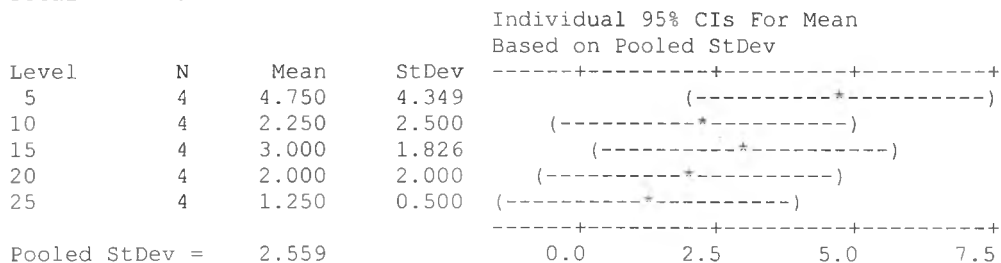 Individual 95% CIs For Mean
Based on Pooled StDev
Level N Mean StDev ------+---------+---------+---------+
5 4 4.750 4.349 (---------*----------)
10 4 2.250 2.500 (----------*----------)
15 4 3.000 1.826 (----------*----------)
20 4 2.000 2.000 (----------*----------)
25 4 1.250 0.500 (----------*----------)
------+---------+---------+---------+
Pooled StDev = 2.559 0.0 2.5 5.0 7.5